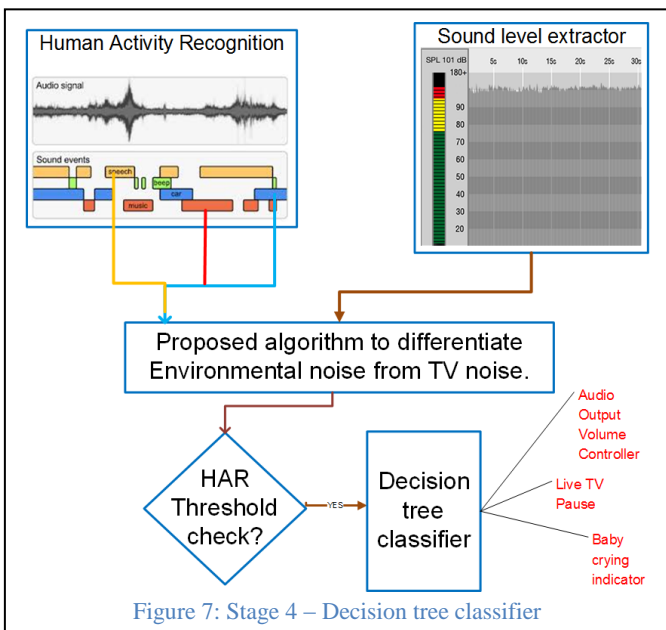 Human Activity Recognition
Audio signal
Sound events
speech
beep
car
music
Sound level extractor
SPL 101 dB
5s 10s 15s 20s 25s 30s
180+
90
80
70
60
50
40
30
20
10
Proposed algorithm to differentiate
Environmental noise from TV noise.
HAR
Threshold
check?
YES
Decision
tree
classifier
Audio
Output
Volume
Controller
Live TV
Pause
Baby
crying
indicator
Figure 7: Stage 4 – Decision tree classifier